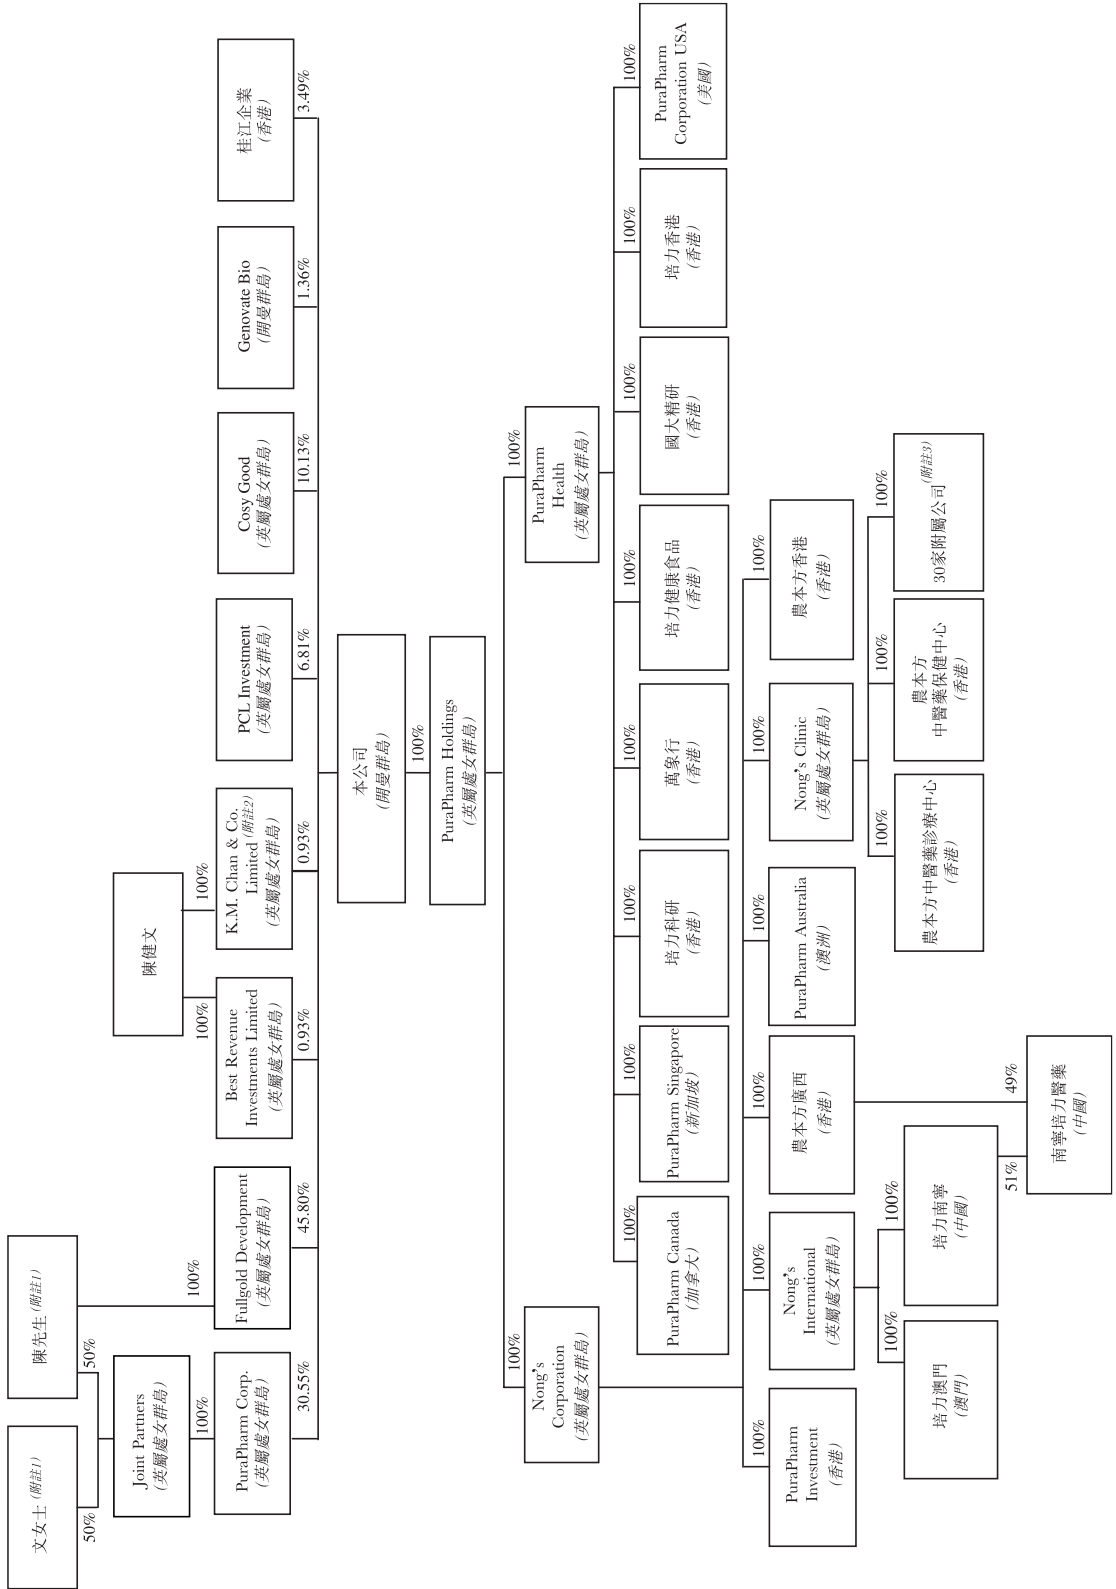 文女士(附註1)
陳先生(附註1)
50%
50%
陳健文
Joint Partners
(英屬處女群島)
100%
100%
100%
100%
PuraPharm Corp.
(英屬處女群島)
Fullgold Development
(英屬處女群島)
Best Revenue
Investments Limited
(英屬處女群島)
K.M. Chan & Co.
Limited(附註2)
(英屬處女群島)
PCL Investment
(英屬處女群島)
Cosy Good
(英屬處女群島)
Genovate Bio
(開曼群島)
桂江企業
(香港)
30.55%
45.80%
0.93%
0.93%
6.81%
10.13%
1.36%
3.49%
本公司
(開曼群島)
100%
PuraPharm Holdings
(英屬處女群島)
100%
100%
Nong's
Corporation
(英屬處女群島)
PuraPharm
Health
(英屬處女群島)
100%
100%
100%
100%
100%
100%
100%
100%
PuraPharm Canada
(加拿大)
PuraPharm Singapore
(新加坡)
培力科研
(香港)
萬象行
(香港)
培力健康食品
(香港)
國大精研
(香港)
培力香港
(香港)
PuraPharm
Corporation USA
(美國)
100%
100%
100%
100%
100%
100%
PuraPharm
Investment
(香港)
Nong's
International
(英屬處女群島)
農本方廣西
(香港)
PuraPharm Australia
(澳洲)
Nong's Clinic
(英屬處女群島)
農本方香港
(香港)
100%
100%
100%
100%
100%
培力澳門
(澳門)
培力南寧
(中國)
農本方中醫藥診療中心
(香港)
農本方
中醫藥保健中心
(香港)
30家附屬公司(附註3)
51%
49%
南寧培力醫藥
(中國)